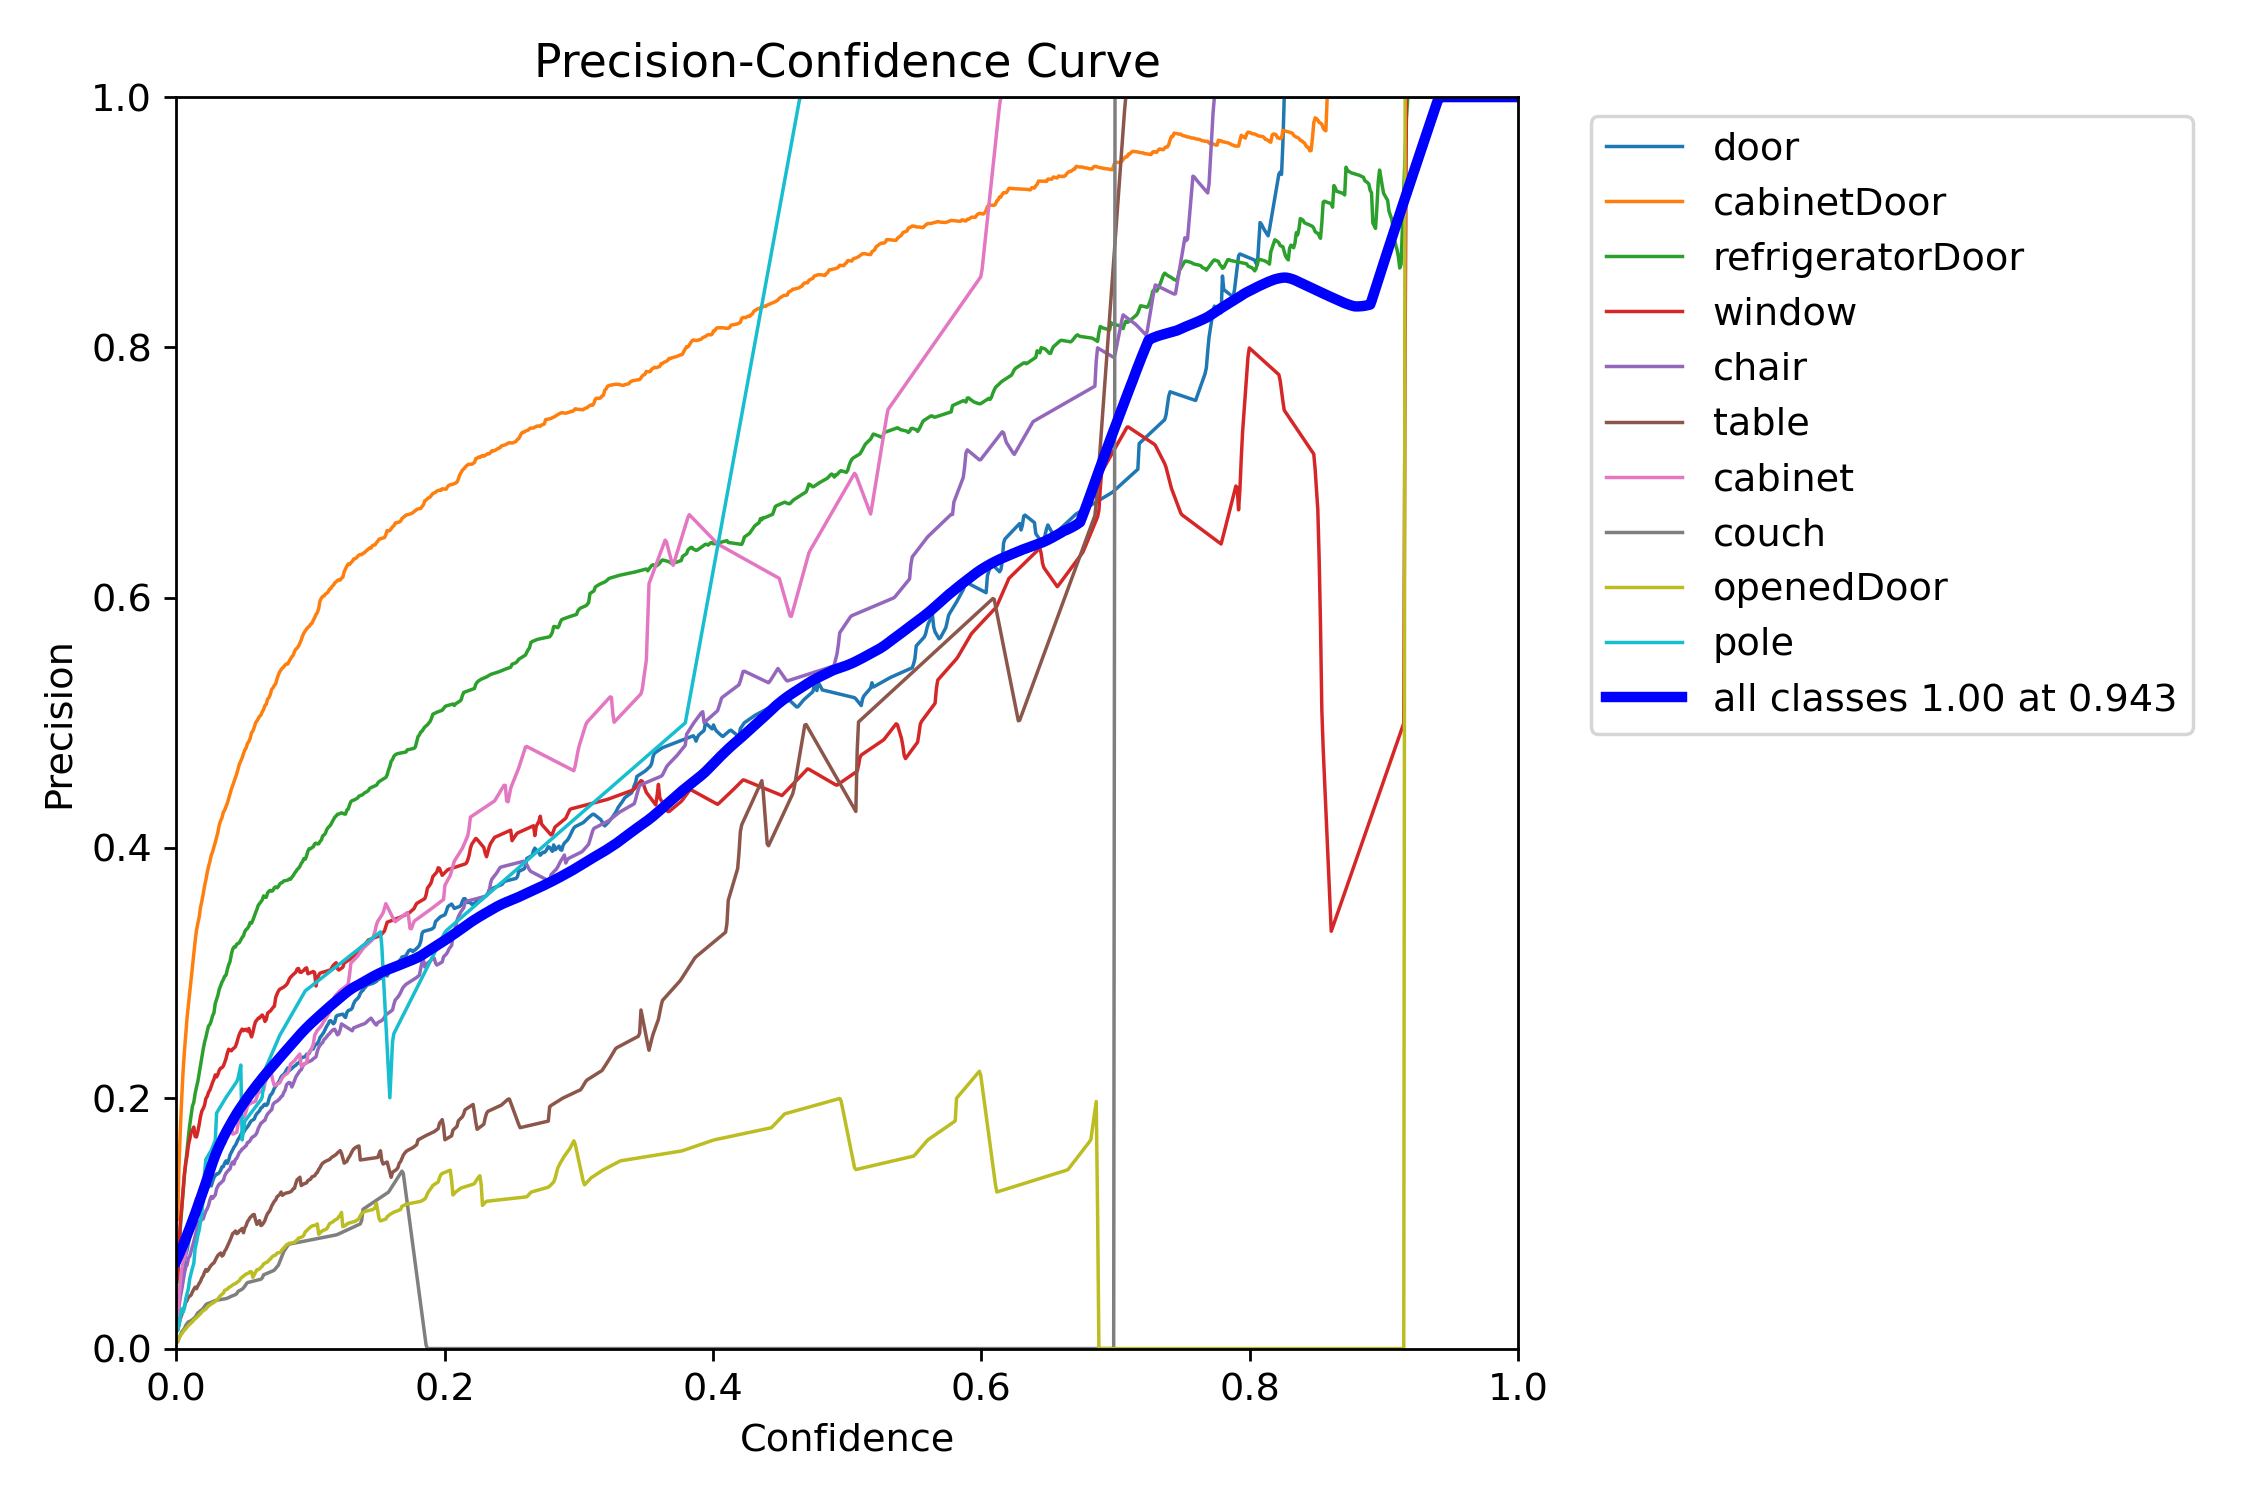 Precision-Confidence Curve
1.0
0.8
0.6
0.4
0.2
0.0
Precision
0.0 0.2 0.4 0.6 0.8 1.0
Confidence
door
cabinetDoor
refrigeratorDoor
window
chair
table
cabinet
couch
openedDoor
pole
all classes 1.00 at 0.943